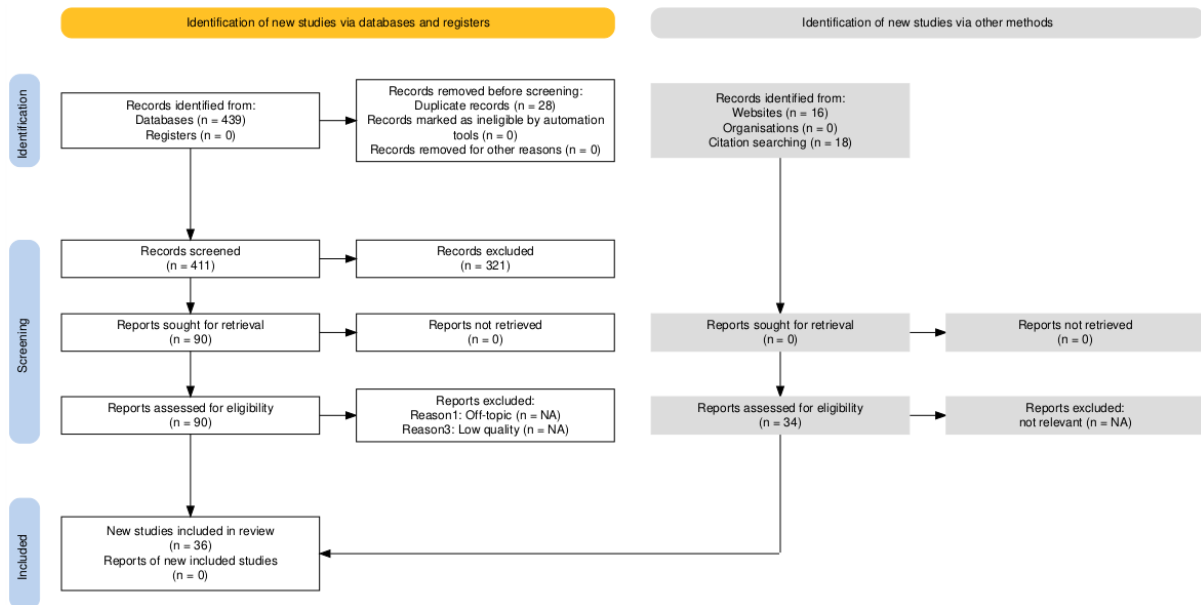 Identification of new studies via databases and registers
Identification of new studies via other methods
Identification
Records identified from:
Databases (n = 439)
Registers (n = 0)
Records removed before screening:
Duplicate records (n = 28)
Records marked as ineligible by automation
tools (n = 0)
Records removed for other reasons (n = 0)
Records identified from:
Websites (n = 16)
Organisations (n = 0)
Citation searching (n = 18)
Screening
Records screened
(n = 411)
Records excluded
(n = 321)
Reports sought for retrieval
(n = 90)
Reports not retrieved
(n = 0)
Reports sought for retrieval
(n = 0)
Reports not retrieved
(n = 0)
Reports assessed for eligibility
(n = 90)
Reports excluded:
Reason1: Off-topic (n = NA)
Reason3: Low quality (n = NA)
Reports assessed for eligibility
(n = 34)
Reports excluded:
not relevant (n = NA)
Included
New studies included in review
(n = 36)
Reports of new included studies
(n = 0)